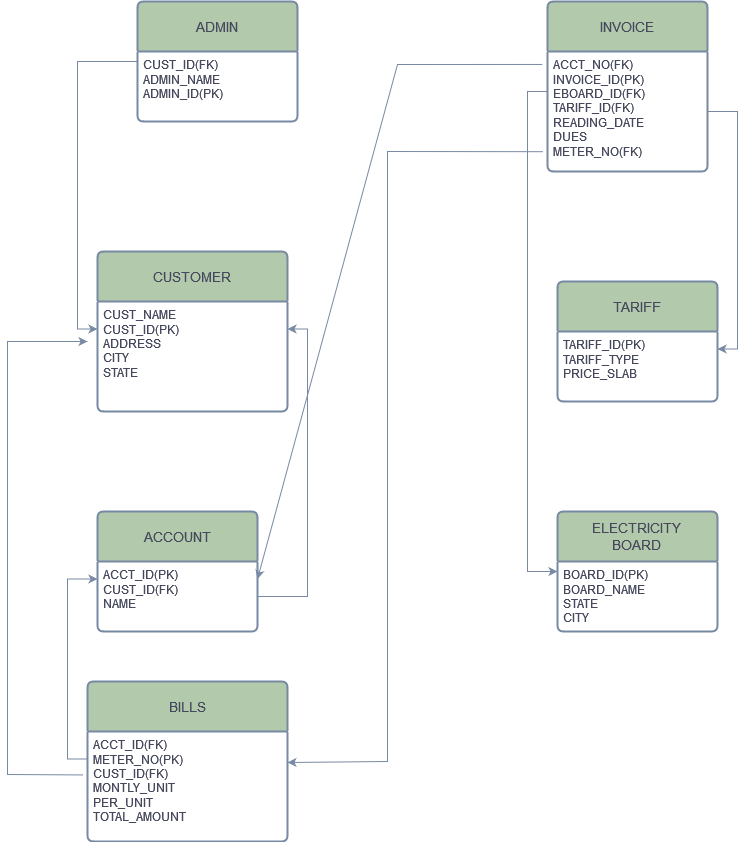 ADMIN
CUST_ID(FK)
ADMIN_NAME
ADMIN_ID(PK)
INVOICE
ACCT_NO(FK)
INVOICE_ID(PK)
EBOARD_ID(FK)
TARIFF_ID(FK)
READING_DATE
DUES
METER_NO(FK)
CUSTOMER
CUST_NAME
CUST_ID(PK)
ADDRESS
CITY
STATE
TARIFF
TARIFF_ID(PK)
TARIFF_TYPE
PRICE_SLAB
ACCOUNT
ACCT_ID(PK)
CUST_ID(FK)
NAME
ELECTRICITY
BOARD
BOARD_ID(PK)
BOARD_NAME
STATE
CITY
BILLS
ACCT_ID(FK)
METER_NO(PK)
CUST_ID(FK)
MONTLY_UNIT
PER_UNIT
TOTAL_AMOUNT